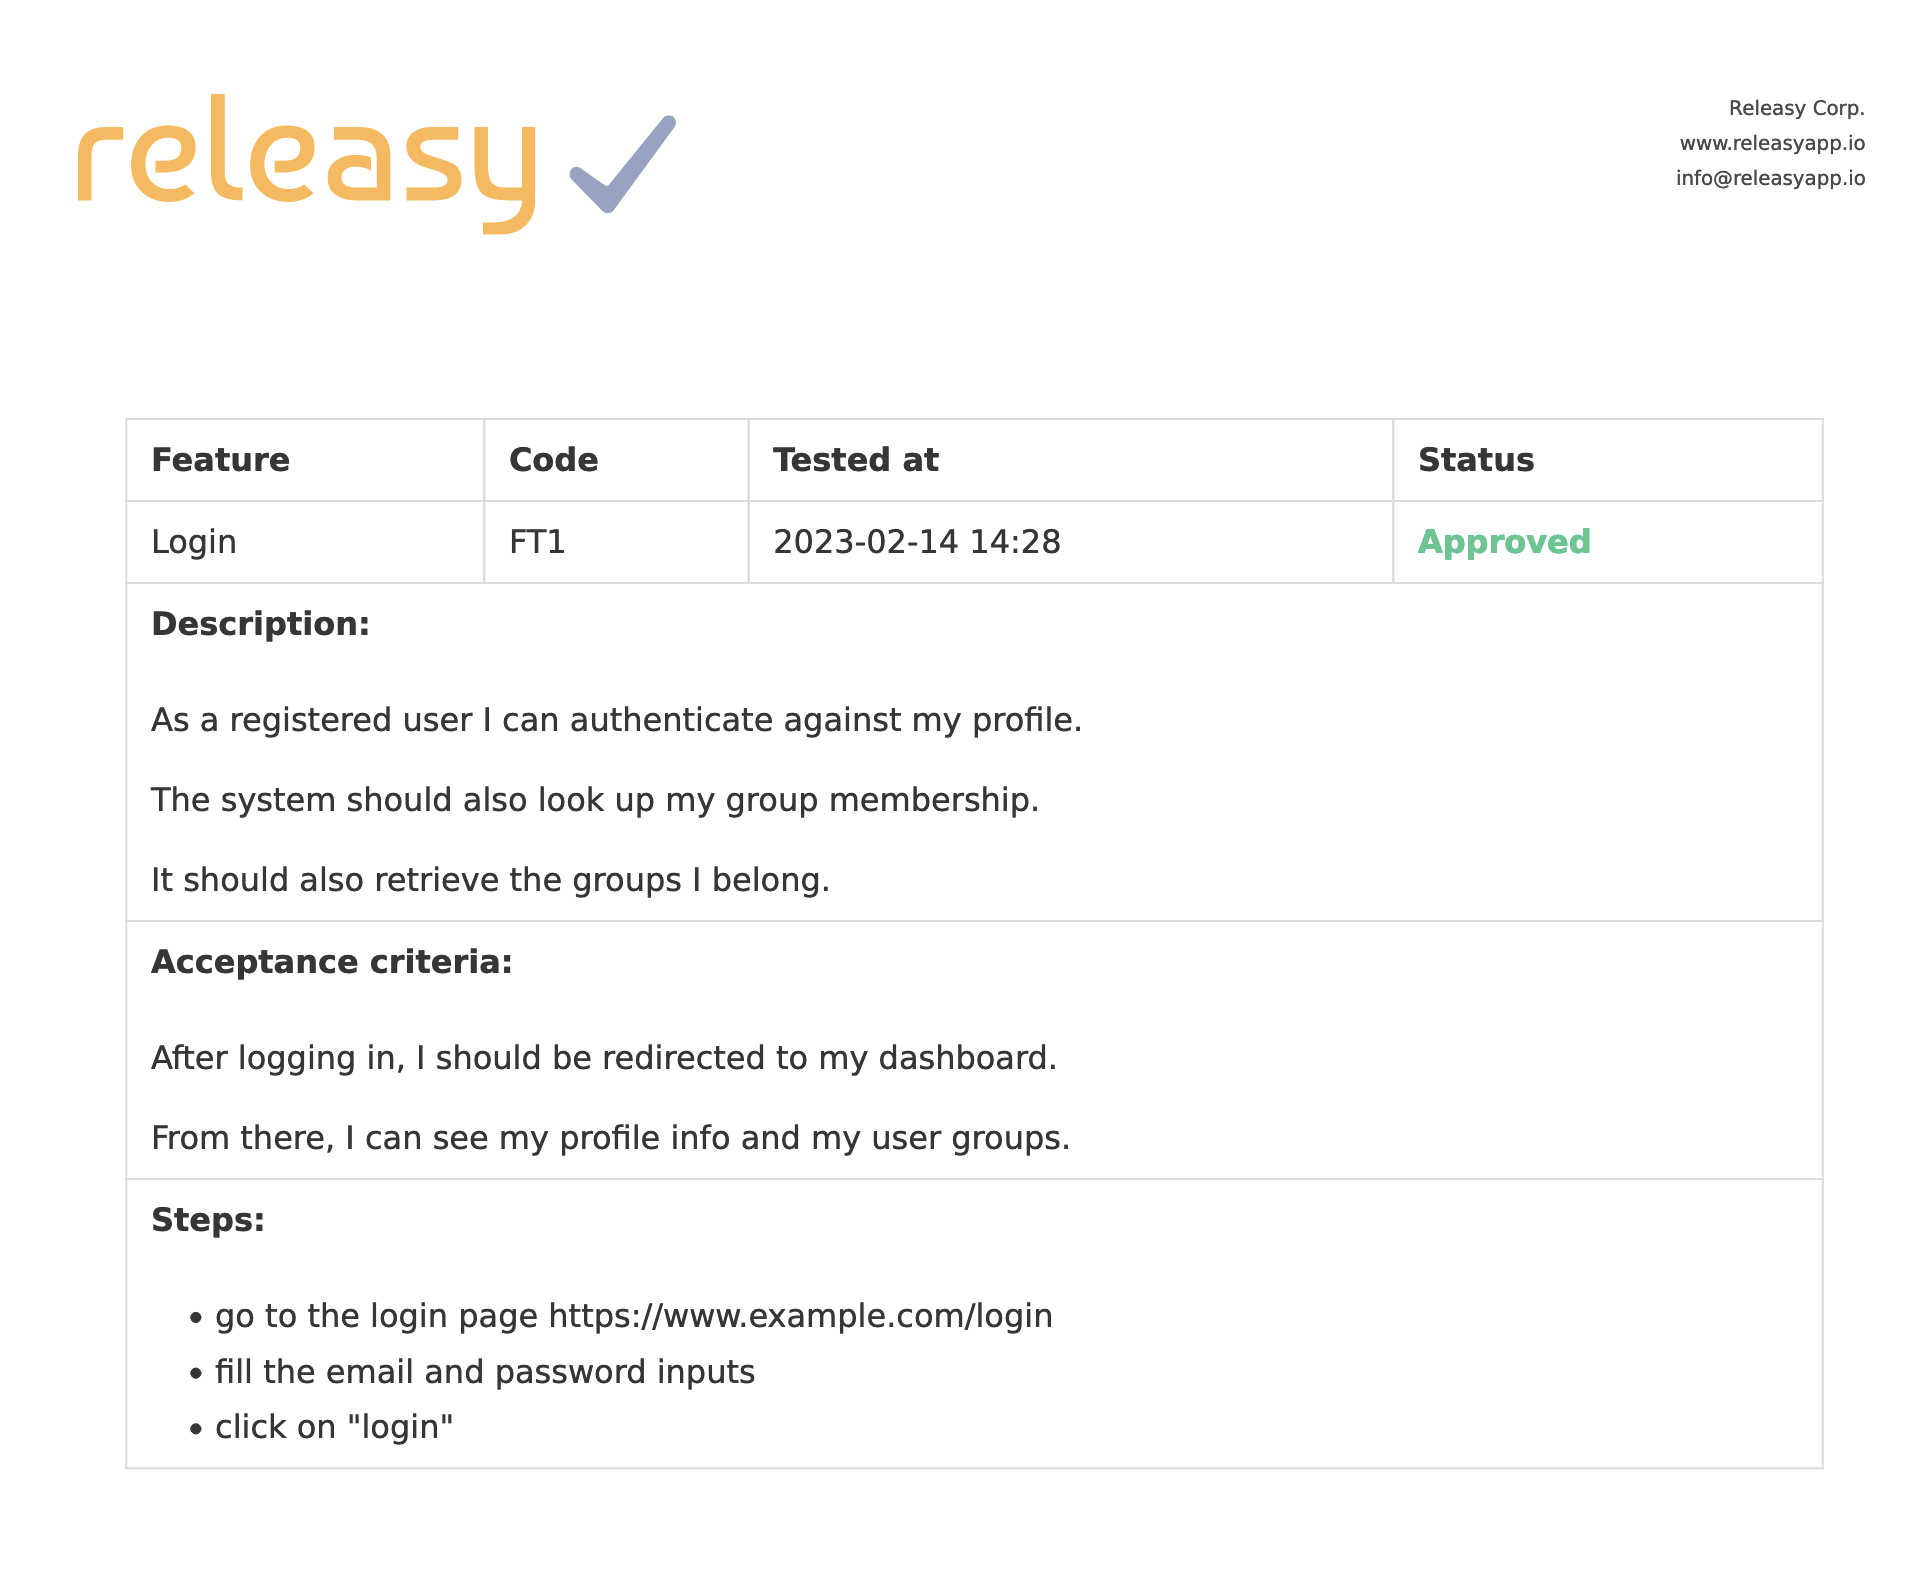 releasy
Releasy Corp.
www.releasyapp.io
info@releasyapp.io
Feature Code Tested at Status
Login FT1 2023-02-14 14:28 Approved
Description:
As a registered user I can authenticate against my profile.
The system should also look up my group membership.
It should also retrieve the groups I belong.
Acceptance criteria:
After logging in, I should be redirected to my dashboard.
From there, I can see my profile info and my user groups.
Steps:
• go to the login page https://www.example.com/login
• fill the email and password inputs
• click on "login"